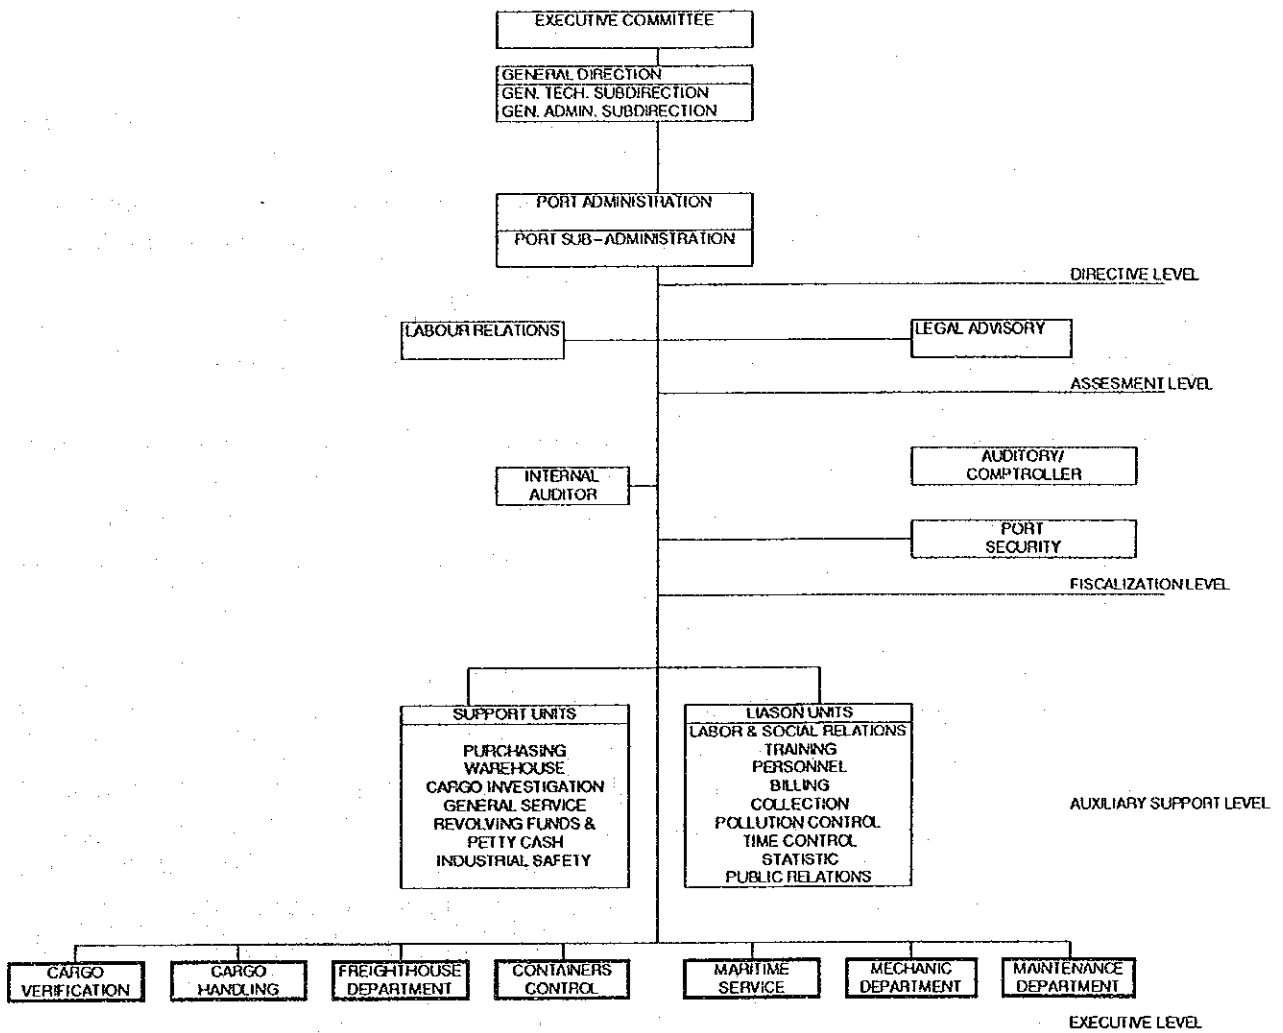 EXECUTIVE COMMITTEE
GENERAL DIRECTION
GEN. TECH. SUBDIRECTION
GEN. ADMIN. SUBDIRECTION
PORT ADMINISTRATION
PORT SUB-ADMINISTRATION
DIRECTIVE LEVEL
LABOUR RELATIONS
LEGAL ADVISORY
ASSESMENT LEVEL
INTERNAL
AUDITOR
AUDITORY/
COMPTROLLER
PORT
SECURITY
FISCALIZATION LEVEL
SUPPORT UNITS
PURCHASING
WAREHOUSE
CARGO INVESTIGATION
GENERAL SERVICE
REVOLVING FUNDS &
PETTY CASH
INDUSTRIAL SAFETY
LIASON UNITS
LABOR & SOCIAL RELATIONS
TRAINING
PERSONNEL
BILLING
COLLECTION
POLLUTION CONTROL
TIME CONTROL
STATISTIC
PUBLIC RELATIONS
AUXILIARY SUPPORT LEVEL
CARGO
VERIFICATION
CARGO
HANDLING
FREIGHTHOUSE
DEPARTMENT
CONTAINERS
CONTROL
MARITIME
SERVICE
MECHANIC
DEPARTMENT
MAINTENANCE
DEPARTMENT
EXECUTIVE LEVEL